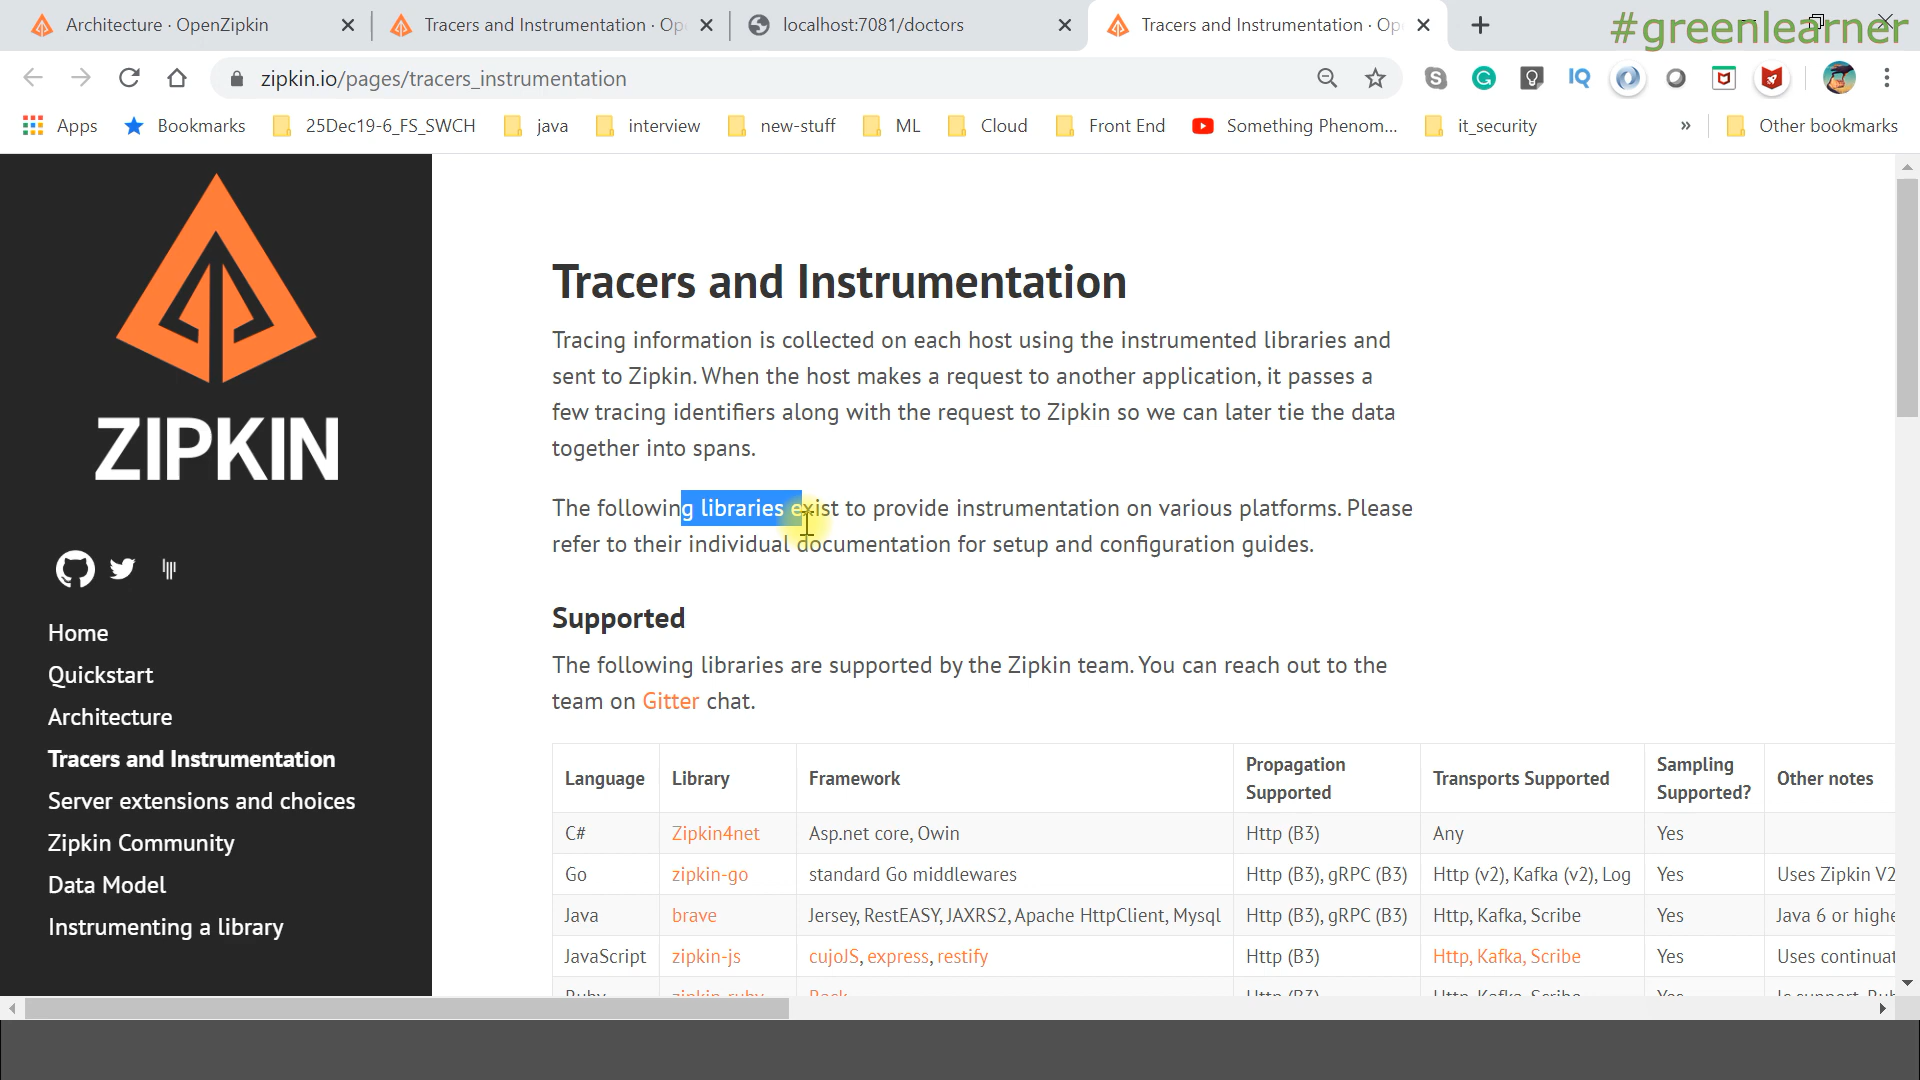 Architecture · OpenZipkin
Tracers and Instrumentation · Op
localhost:7081/doctors
Tracers and Instrumentation · Op
#greenlearner
zipkin.io/pages/tracers_instrumentation
IQ
Apps
Bookmarks
25Dec19-6_FS_SWCH
java
interview
new-stuff
ML
Cloud
Front End
Something Phenom...
it_security
»
Other bookmarks
ZIPKIN
Home
Quickstart
Architecture
Tracers and Instrumentation
Server extensions and choices
Zipkin Community
Data Model
Instrumenting a library
Tracers and Instrumentation
Tracing information is collected on each host using the instrumented libraries and
sent to Zipkin. When the host makes a request to another application, it passes a
few tracing identifiers along with the request to Zipkin so we can later tie the data
together into spans.
The following libraries exist to provide instrumentation on various platforms. Please
refer to their individual documentation for setup and configuration guides.
Supported
The following libraries are supported by the Zipkin team. You can reach out to the
team on Gitter chat.
Language Library Framework Propagation Supported Transports Supported Sampling Supported? Other notes
C# Zipkin4net Asp.net core, Owin Http (B3) Any Yes
Go zipkin-go standard Go middlewares Http (B3), gRPC (B3) Http (v2), Kafka (v2), Log Yes Uses Zipkin V2
Java brave Jersey, RestEASY, JAXRS2, Apache HttpClient, Mysql Http (B3), gRPC (B3) Http, Kafka, Scribe Yes Java 6 or highe
JavaScript zipkin-js cujoJS, express, restify Http (B3) Http, Kafka, Scribe Yes Uses continuat